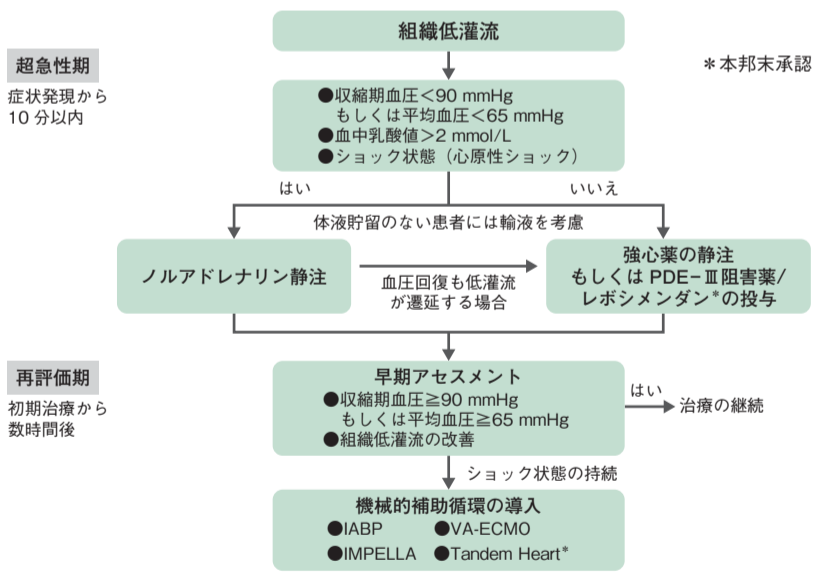 組織低灌流
超急性期
症状発現から
10分以内
＊本邦末承認
●収縮期血圧＜90 mmHg
もしくは平均血圧＜65 mmHg
●血中乳酸値＞2 mmol/L
●ショック状態（心原性ショック）
はい
いいえ
体液貯留のない患者には輸液を考慮
ノルアドレナリン静注
血圧回復も低灌流
が遷延する場合
強心薬の静注
もしくは PDE−Ⅲ阻害薬/
レボシメンダン＊の投与
再評価期
初期治療から
数時間後
早期アセスメント
●収縮期血圧≧90 mmHg
もしくは平均血圧≧65 mmHg
●組織低灌流の改善
はい
治療の継続
ショック状態の持続
機械的補助循環の導入
●IABP ●VA-ECMO
●IMPELLA ●Tandem Heart＊